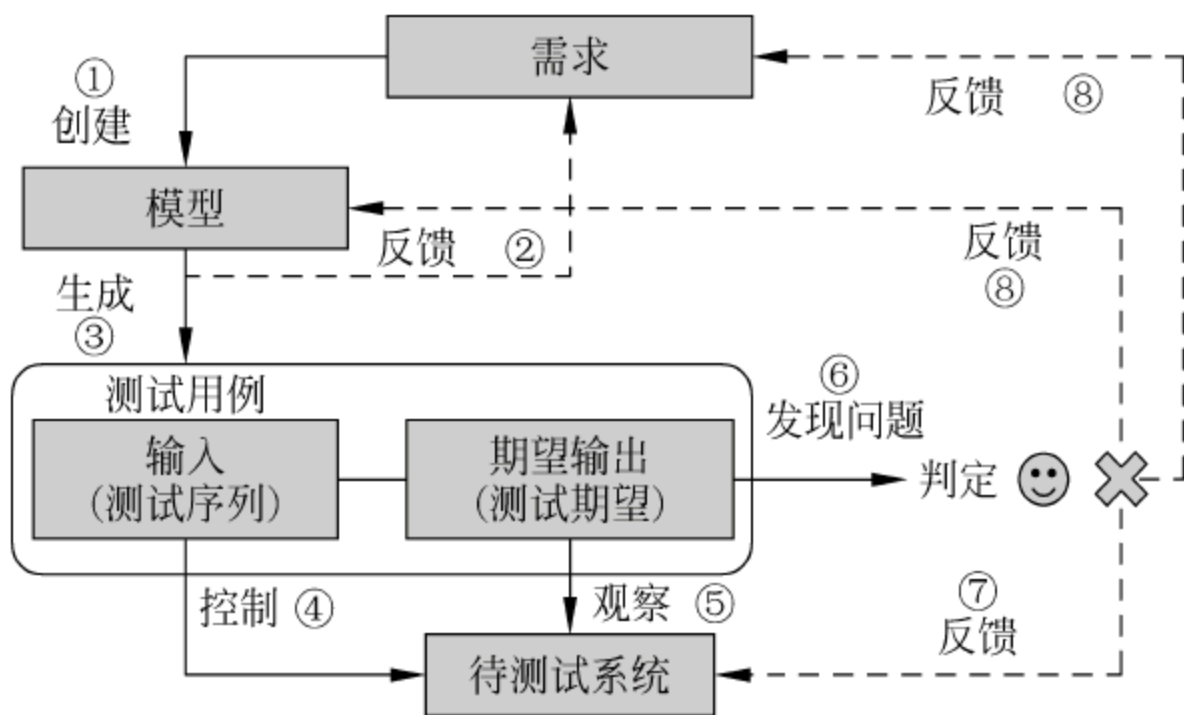 需求
①
创建
反馈 ⑧
模型
反馈 ②
反馈
⑧
生成
③
测试用例
⑥
发现问题
输入
(测试序列)
期望输出
(测试期望)
判定
控制 ④
观察 ⑤
⑦
反馈
待测试系统